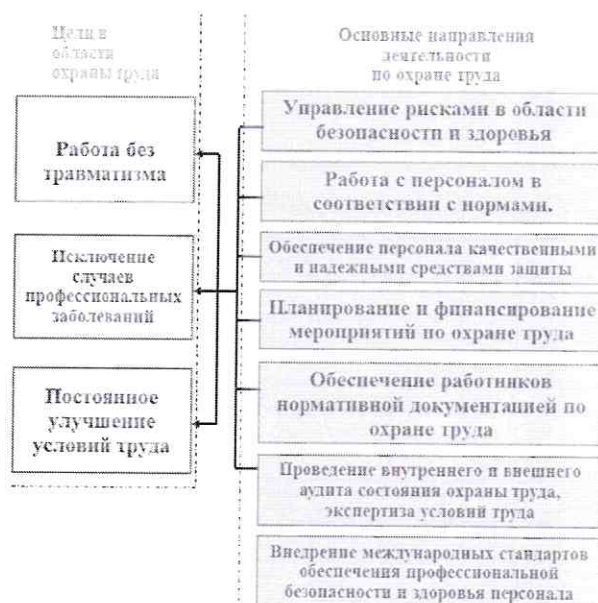 Цели в
области
охраны труда
Работа без
травматизма
Исключение
случаев
профессиональных
заболеваний
Постоянное
улучшение
условий труда
Основные направления
деятельности
по охране труда
Управление рисками в области
безопасности и здоровья
Работа с персоналом в
соответствии с нормами.
Обеспечение персонала качественными
и надежными средствами защиты
Планирование и финансирование
мероприятий по охране труда
Обеспечение работников
нормативной документацией по
охране труда
Проведение внутреннего и внешнего
аудита состояния охраны труда,
экспертиза условий труда
Внедрение международных стандартов
обеспечения профессиональной
безопасности и здоровья персонала